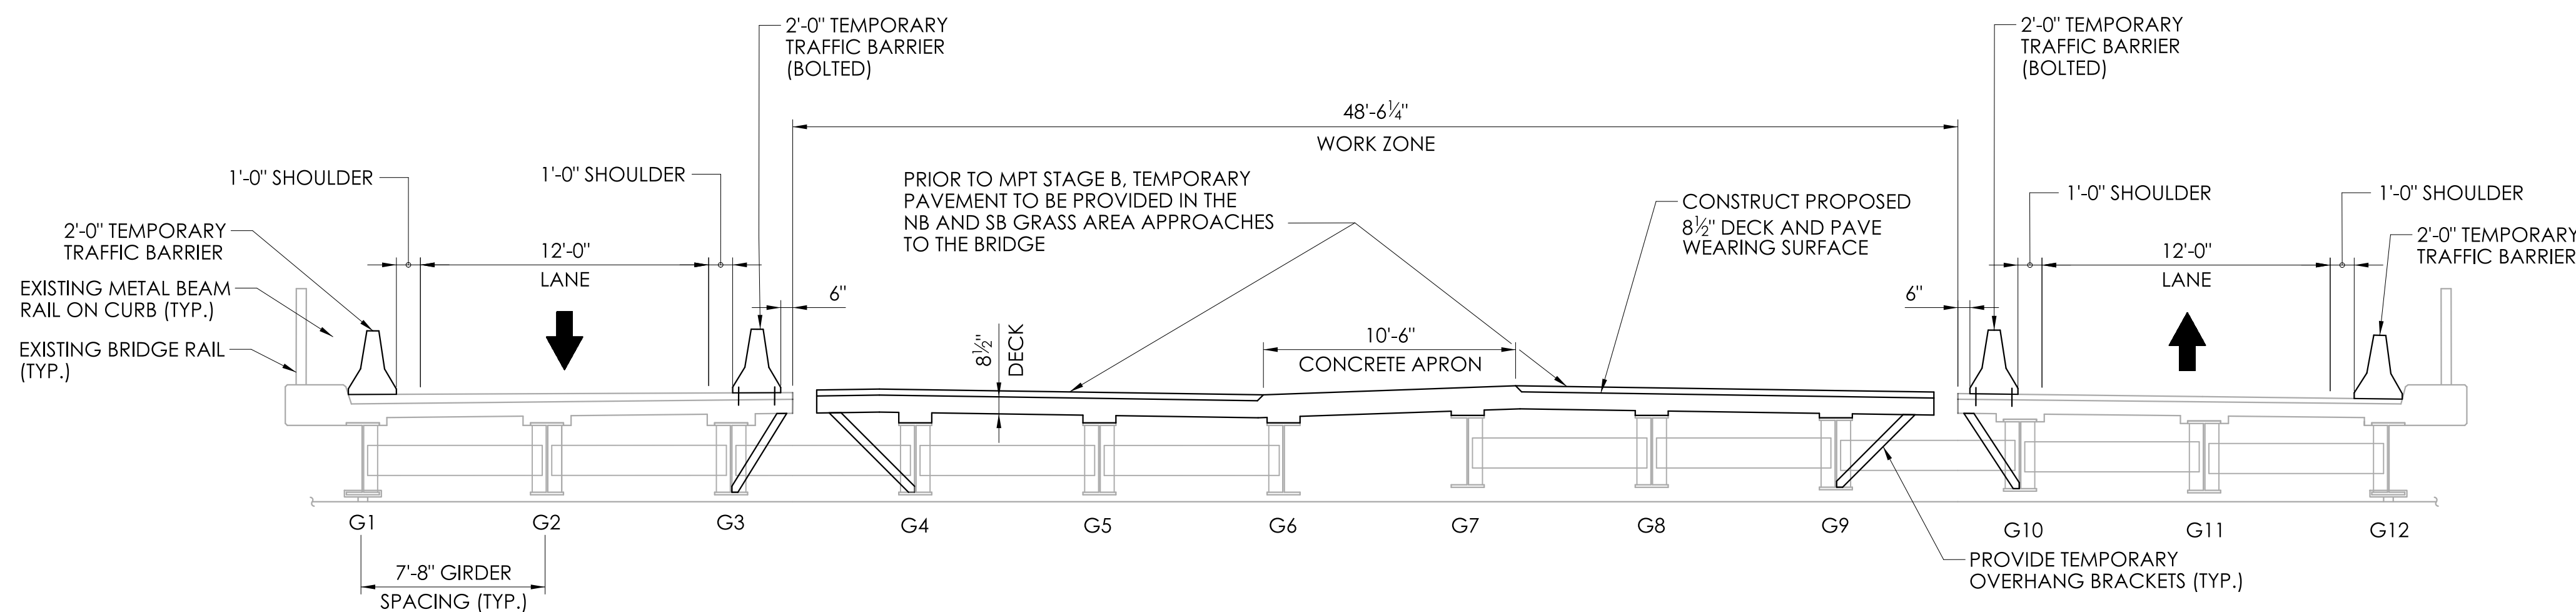 2'-0" TEMPORARY
TRAFFIC BARRIER
(BOLTED)
2'-0" TEMPORARY
TRAFFIC BARRIER
(BOLTED)
48'-6¼"
WORK ZONE
1'-0" SHOULDER
1'-0" SHOULDER
PRIOR TO MPT STAGE B, TEMPORARY
PAVEMENT TO BE PROVIDED IN THE
NB AND SB GRASS AREA APPROACHES
TO THE BRIDGE
CONSTRUCT PROPOSED
8½" DECK AND PAVE
WEARING SURFACE
1'-0" SHOULDER
1'-0" SHOULDER
2'-0" TEMPORARY
TRAFFIC BARRIER
12'-0"
LANE
12'-0"
LANE
2'-0" TEMPORARY
TRAFFIC BARRIER
EXISTING METAL BEAM
RAIL ON CURB (TYP.)
6"
6"
EXISTING BRIDGE RAIL
(TYP.)
8½"
DECK
10'-6"
CONCRETE APRON
G1
G2
G3
G4
G5
G6
G7
G8
G9
G10
G11
G12
7'-8" GIRDER
SPACING (TYP.)
PROVIDE TEMPORARY
OVERHANG BRACKETS (TYP.)